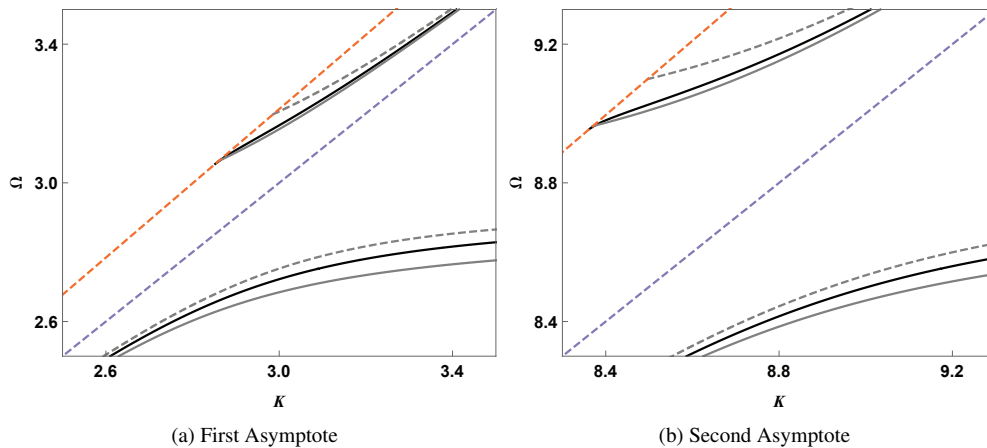 3.4
3.0
2.6
Ω
2.6 3.0 3.4
K
(a) First Asymptote
9.2
8.8
8.4
Ω
8.4 8.8 9.2
K
(b) Second Asymptote